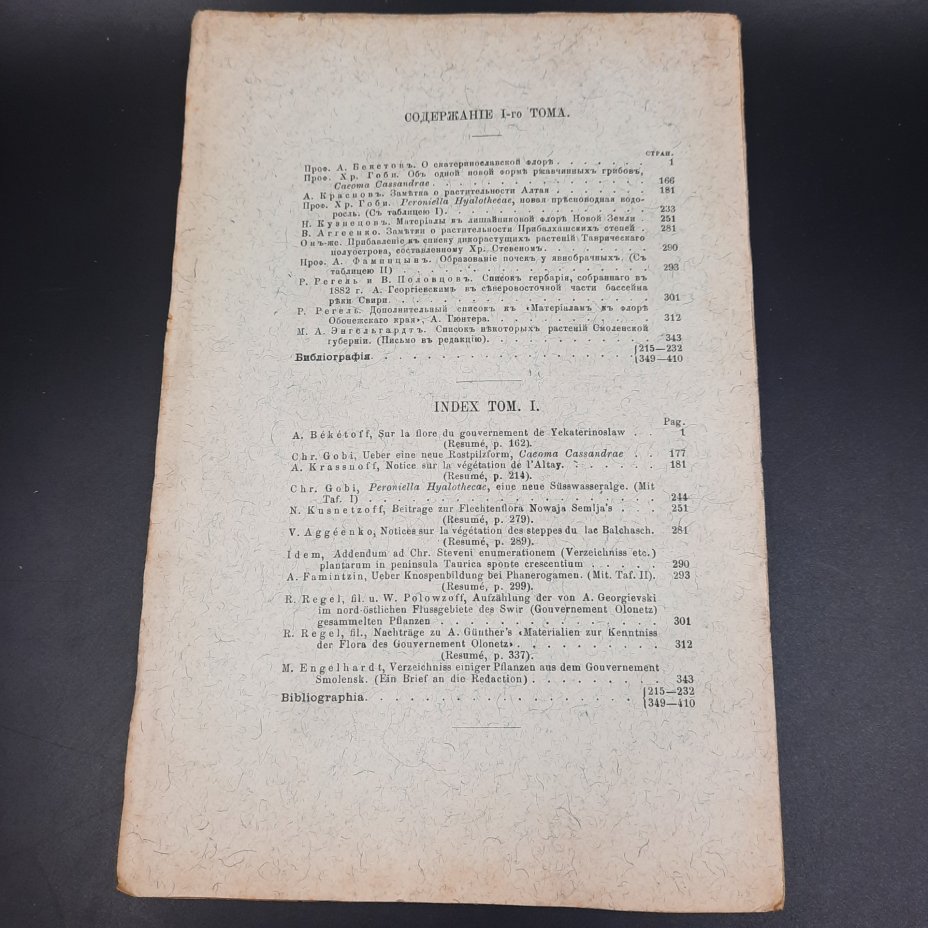 СОДЕРЖАНІЕ I-го ТОМА.
СТРАН.
Проф. А. Бекетовъ. О екатеринославской флорѣ . . . . . . . 1
Проф. Хр. Гоби. Объ одной новой формѣ ржавчинныхъ грибовъ,
Caeoma Cassandrae . . . . . . . . . . . . . . 166
А. Красновъ. Замѣтка о растительности Алтая . . . . . . 181
Проф. Хр. Гоби. Peroniella Hyalothecae, новая прѣсноводная водо-
росль. (Съ таблицею I) . . . . . . . . . . . . . 233
Н. Кузнецовъ. Матеріалы къ лишайниковой флорѣ Новой Земли . 251
В. Аггеенко. Замѣтки о растительности Прибалхашскихъ степей . 281
Онъ-же. Прибавленіе къ списку дикорастущихъ растеній Таврическаго
полуострова, составленному Хр. Стевеномъ . . . . . . . 290
Проф. А. Фаминцынъ. Образованіе почекъ у явнобрачныхъ. (Съ
таблицею II) . . . . . . . . . . . . . . . 293
Р. Регель и В. Половцовъ. Списокъ гербарія, собраннаго въ
1882 г. А. Георгіевскимъ въ сѣверовосточной части бассейна
рѣки Свири . . . . . . . . . . . . . . . 301
Р. Регель. Дополнительный списокъ къ «Матеріаламъ къ флорѣ
Обонежскаго края», А. Гюнтера . . . . . . . . . . 312
М. А. Энгельгардтъ. Списокъ нѣкоторыхъ растеній Смоленской
губерніи. (Письмо въ редакцію) . . . . . . . . . . 343
Библіографія . . . . . . . . . . . . . . . . {215—232
{349—410
INDEX TOM. I.
Pag.
A. Békétoff, Sur la flore du gouvernement de Yekaterinoslaw . . 1
(Resumé, p. 162).
Chr. Gobi, Ueber eine neue Rostpilzform, Caeoma Cassandrae . . 177
A. Krassnoff, Notice sur la végétation de l'Altay. . . . . . . 181
(Resumé, p. 214).
Chr. Gobi, Peroniella Hyalothecae, eine neue Süsswasseralge. (Mit
Taf. I) . . . . . . . . . . . . . . . . . 244
N. Kusnetzoff, Beitrage zur Flechtenflora Nowaja Semlja's . . . 251
(Resumé, p. 279).
V. Aggéenko, Notices sur la végétation des steppes du lac Balchasch. 281
(Resumé, p. 289).
Idem, Addendum ad Chr. Steveni enumerationem (Verzeichniss etc.)
plantarum in peninsula Taurica sponte crescentium . . . . . 290
A. Famintzin, Ueber Knospenbildung bei Phanerogamen. (Mit. Taf. II). 293
(Resumé, p. 299).
R. Regel, fil. u. W. Polowzoff, Aufzählung der von A. Georgievski
im nord-östlichen Flussgebiete des Swir (Gouvernement Olonetz)
gesammelten Pflanzen . . . . . . . . . . . . . 301
R. Regel, fil., Nachträge zu A. Günther's «Materialien zur Kenntniss
der Flora des Gouvernement Olonetz» . . . . . . . . . 312
(Resumé, p. 337).
M. Engelhardt, Verzeichniss einiger Pflanzen aus dem Gouvernement
Smolensk. (Ein Brief an die Redaction) . . . . . . . . 343
Bibliographia . . . . . . . . . . . . . . . . {215—232
{349—410